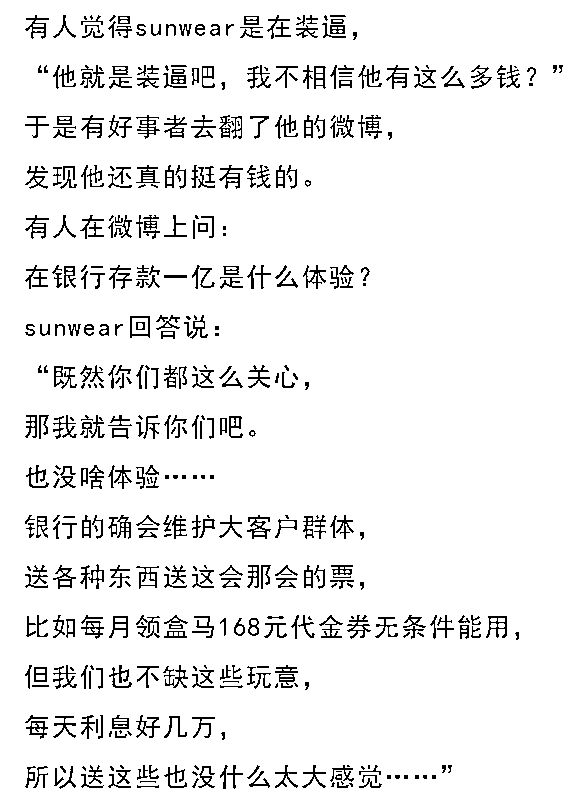 有人觉得sunwear是在装逼，
“他就是装逼吧，我不相信他有这么多钱？”
于是有好事者去翻了他的微博，
发现他还真的挺有钱的。
有人在微博上问：
在银行存款一亿是什么体验？
sunwear回答说：
“既然你们都这么关心，
那我就告诉你们吧。
也没啥体验……
银行的确会维护大客户群体，
送各种东西送这会那会的票，
比如每月领盒马168元代金券无条件能用，
但我们也不缺这些玩意，
每天利息好几万，
所以送这些也没什么太大感觉……”